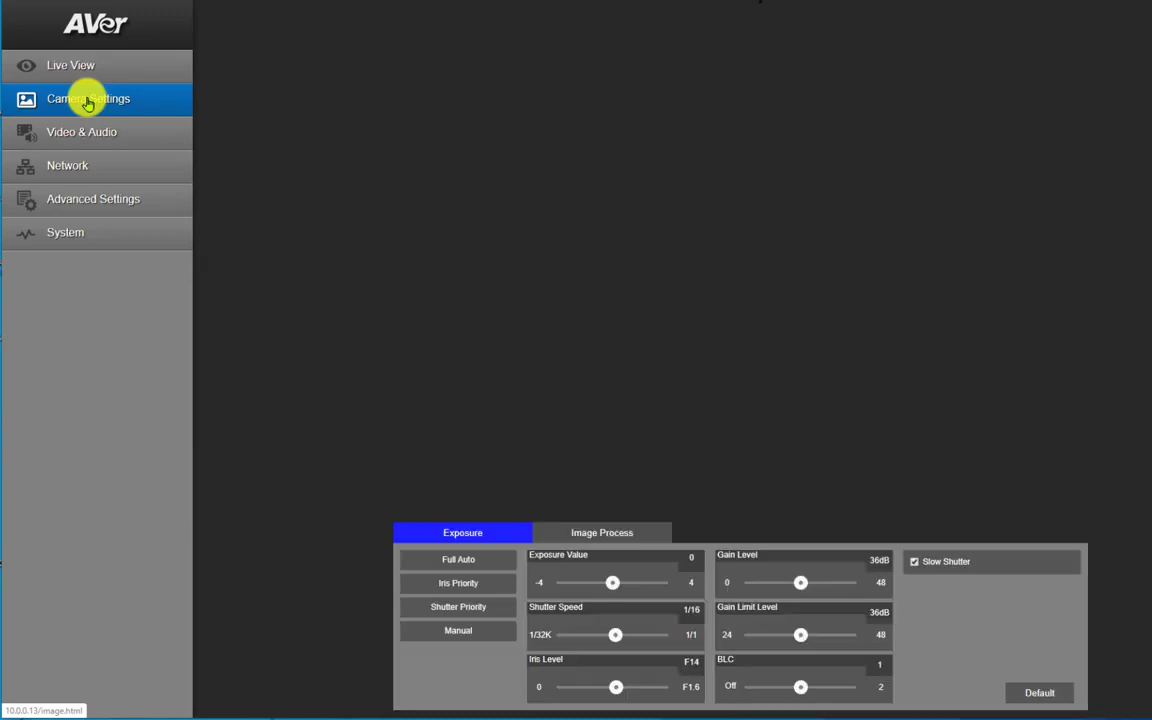 AVer
Live View
Camera Settings
Video & Audio
Network
Advanced Settings
System
Exposure
Image Process
Full Auto
Iris Priority
Shutter Priority
Manual
Exposure Value 0
-4 4
Shutter Speed 1/16
1/32K 1/1
Iris Level F14
0 F1.6
Gain Level 36dB
0 48
Gain Limit Level 36dB
24 48
BLC 1
Off 2
Slow Shutter
Default
10.0.0.13/image.html